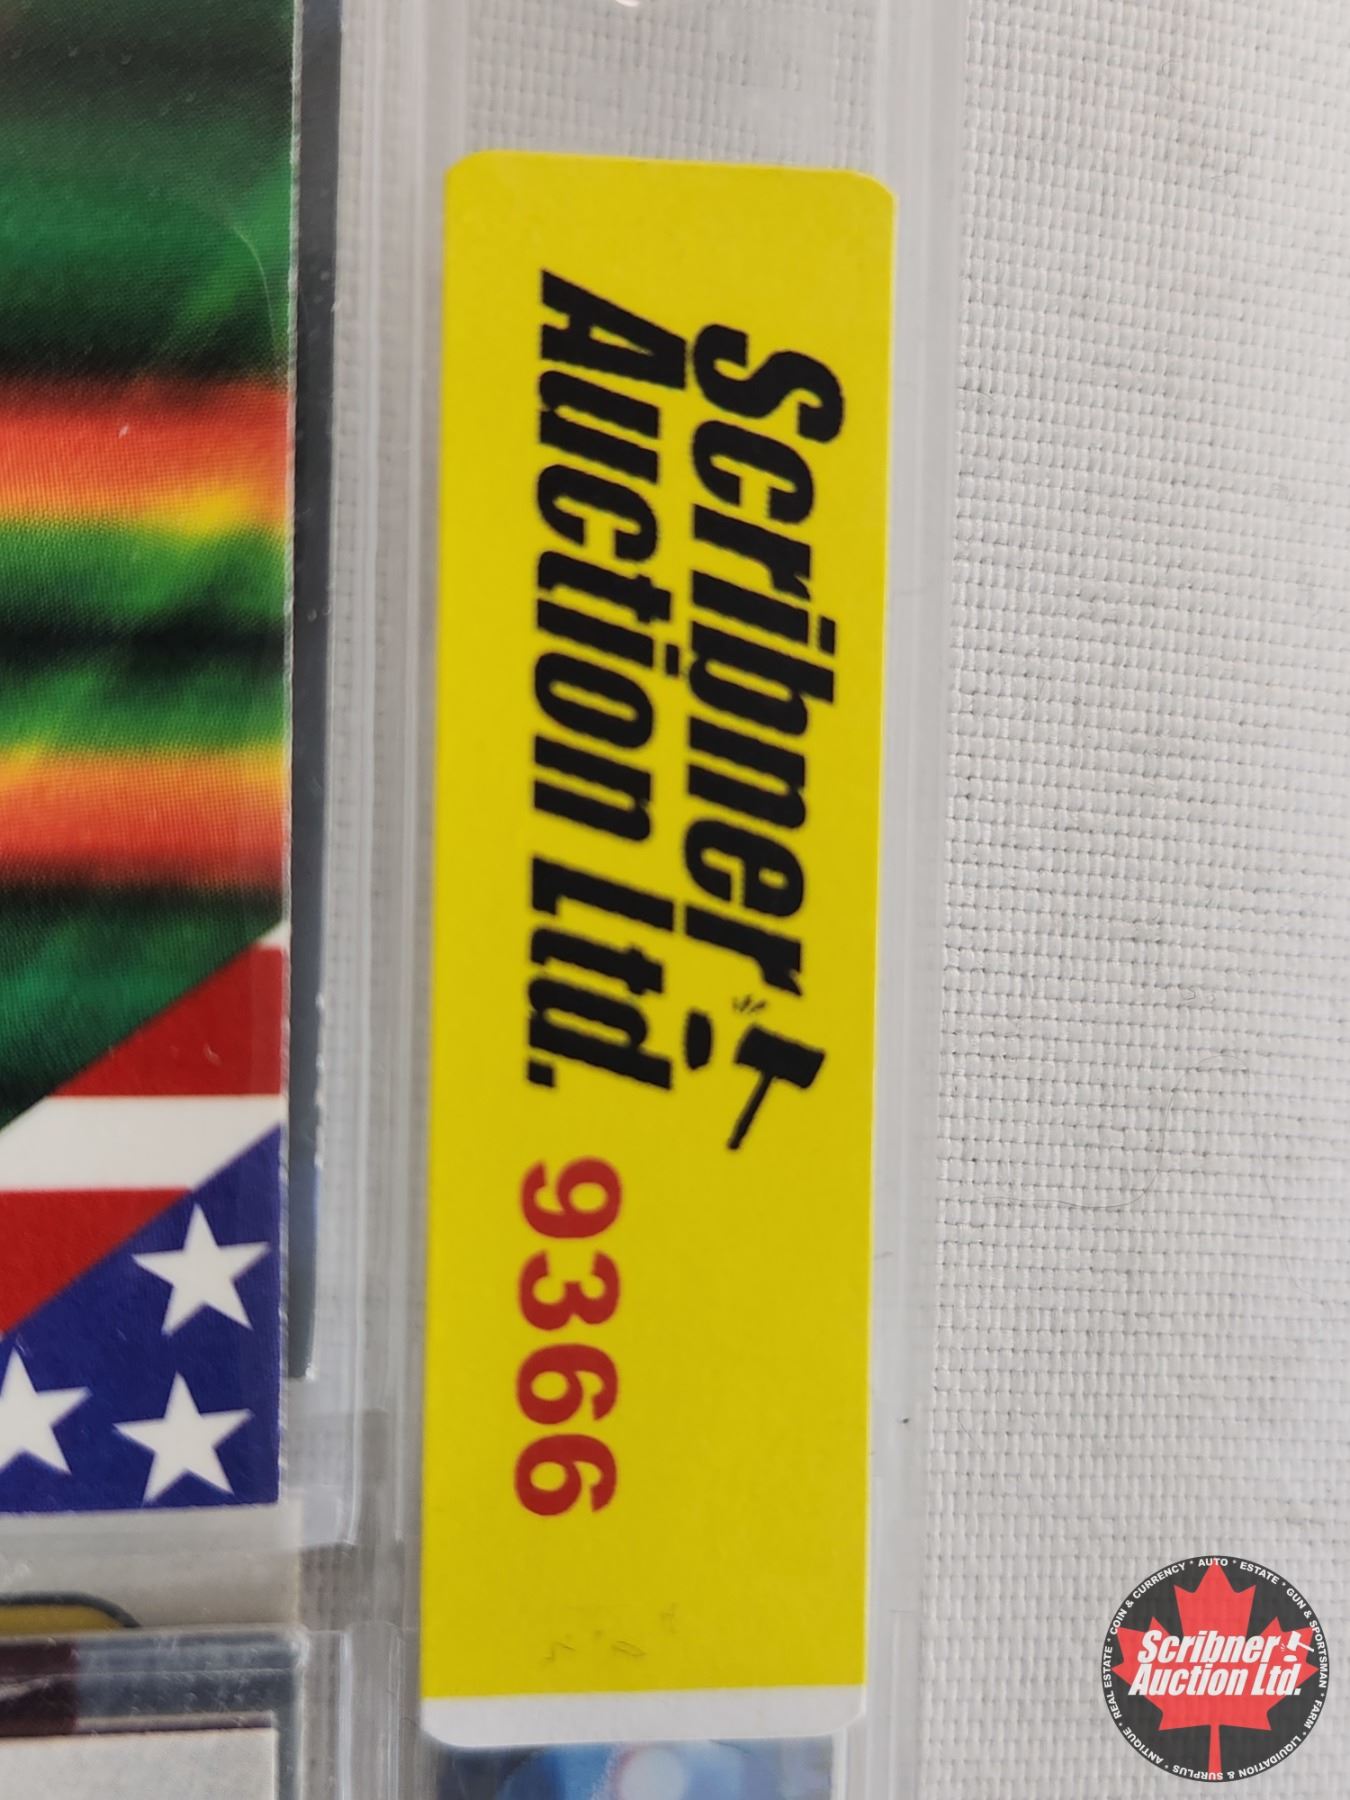 Scribner
Auction Ltd.
9366
Scribner
Auction Ltd.
REAL ESTATE * COIN & CURRENCY * AUTO * ESTATE * GUN & SPORTSMAN * FARM * LIQUIDATION & SURPLUS * ANTIQUE *